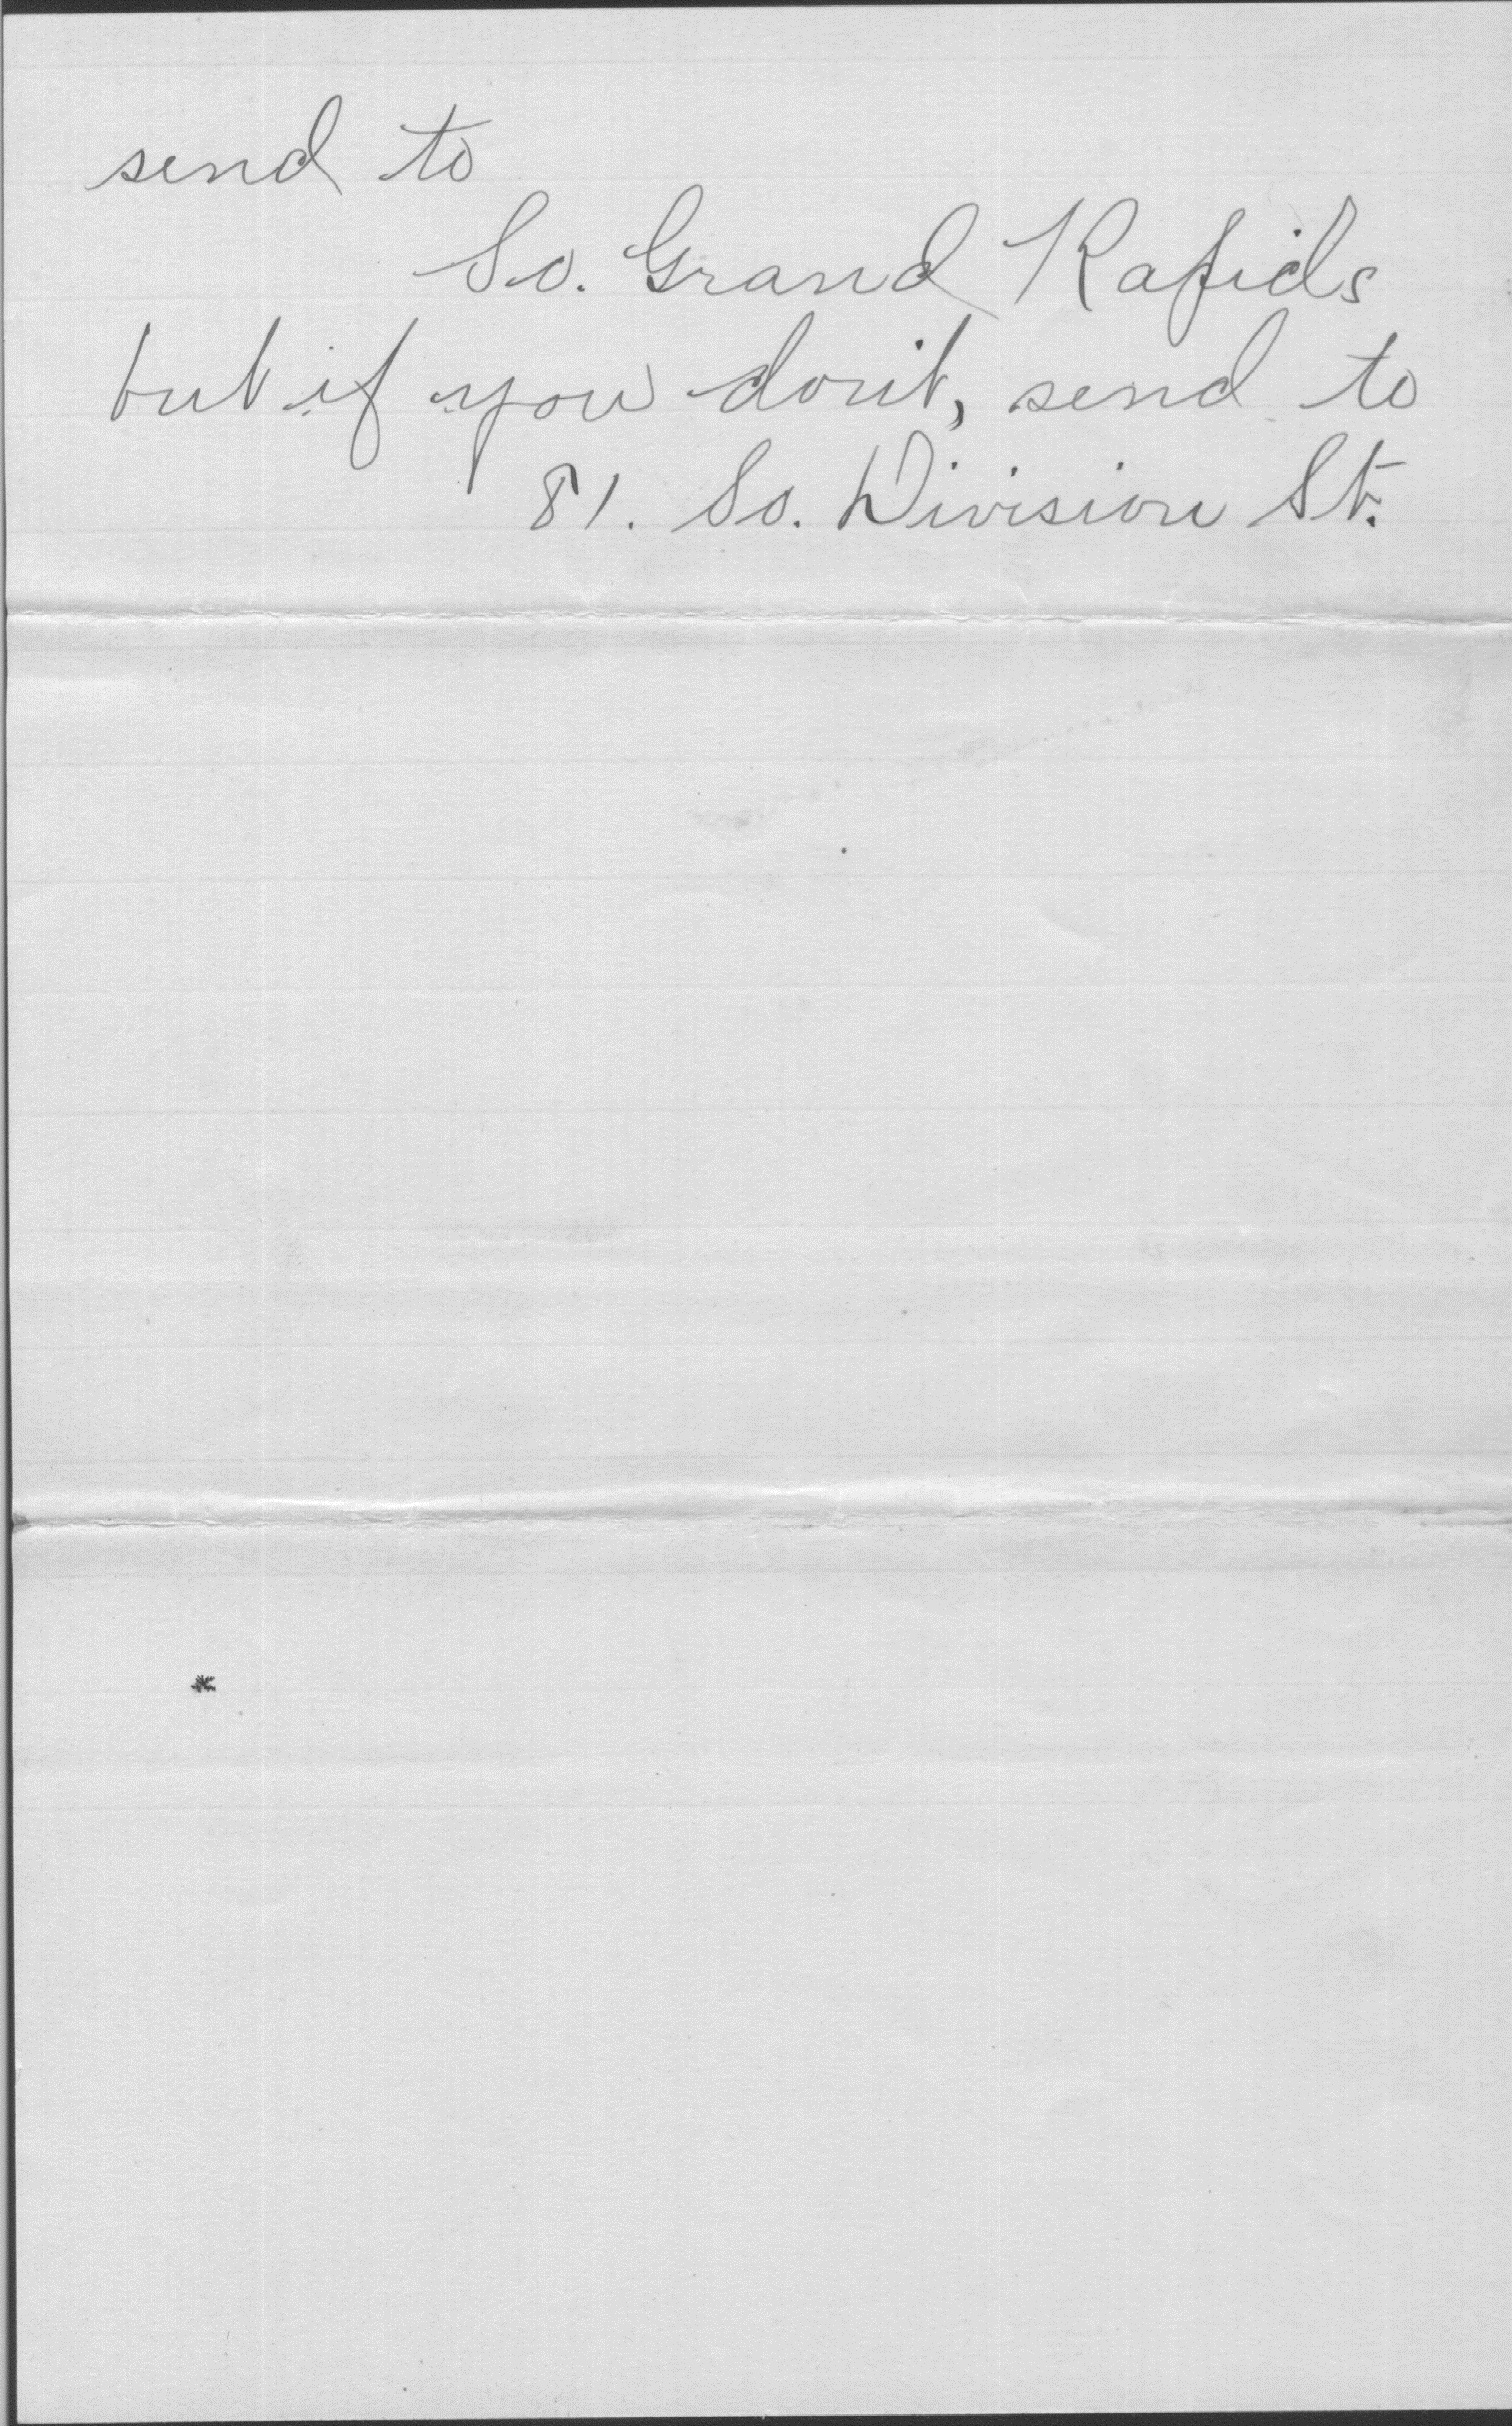 send to
So. Grand Rapids
but if you don't, send to
81. So. Division St.